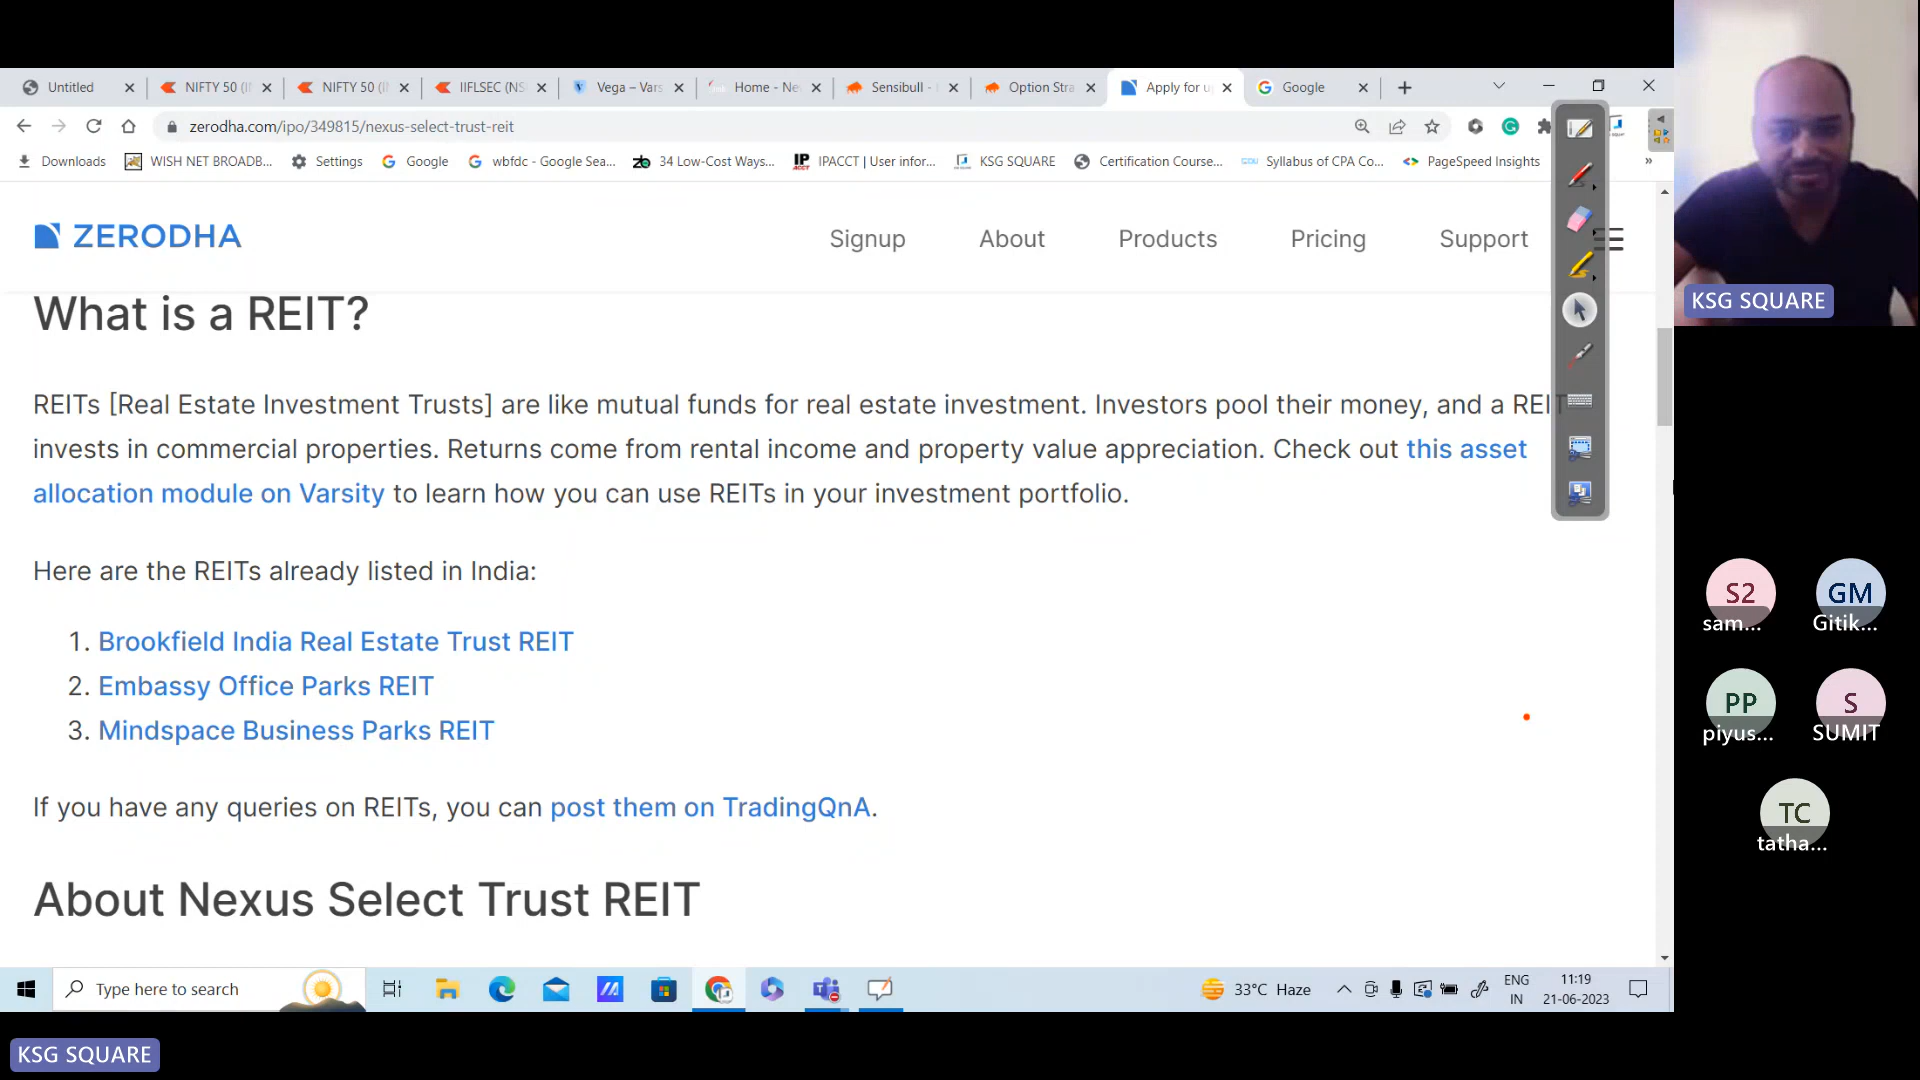 Untitled
NIFTY 50 (I
NIFTY 50 (I
IIFLSEC (NS
Vega – Vars
Home - Ne
Sensibull -
Option Stra
Apply for u
Google
zerodha.com/ipo/349815/nexus-select-trust-reit
Downloads
WISH NET BROADB...
Settings
Google
wbfdc - Google Sea...
34 Low-Cost Ways...
IPACCT | User infor...
KSG SQUARE
Certification Course...
Syllabus of CPA Co...
PageSpeed Insights
»
ZERODHA
Signup
About
Products
Pricing
Support
What is a REIT?
REITs [Real Estate Investment Trusts] are like mutual funds for real estate investment. Investors pool their money, and a REIT
invests in commercial properties. Returns come from rental income and property value appreciation. Check out this asset
allocation module on Varsity to learn how you can use REITs in your investment portfolio.
Here are the REITs already listed in India:
1. Brookfield India Real Estate Trust REIT
2. Embassy Office Parks REIT
3. Mindspace Business Parks REIT
If you have any queries on REITs, you can post them on TradingQnA.
About Nexus Select Trust REIT
Type here to search
33°C Haze
ENG
IN
11:19
21-06-2023
KSG SQUARE
S2
sam...
GM
Gitik...
PP
piyus...
S
SUMIT
TC
tatha...
KSG SQUARE